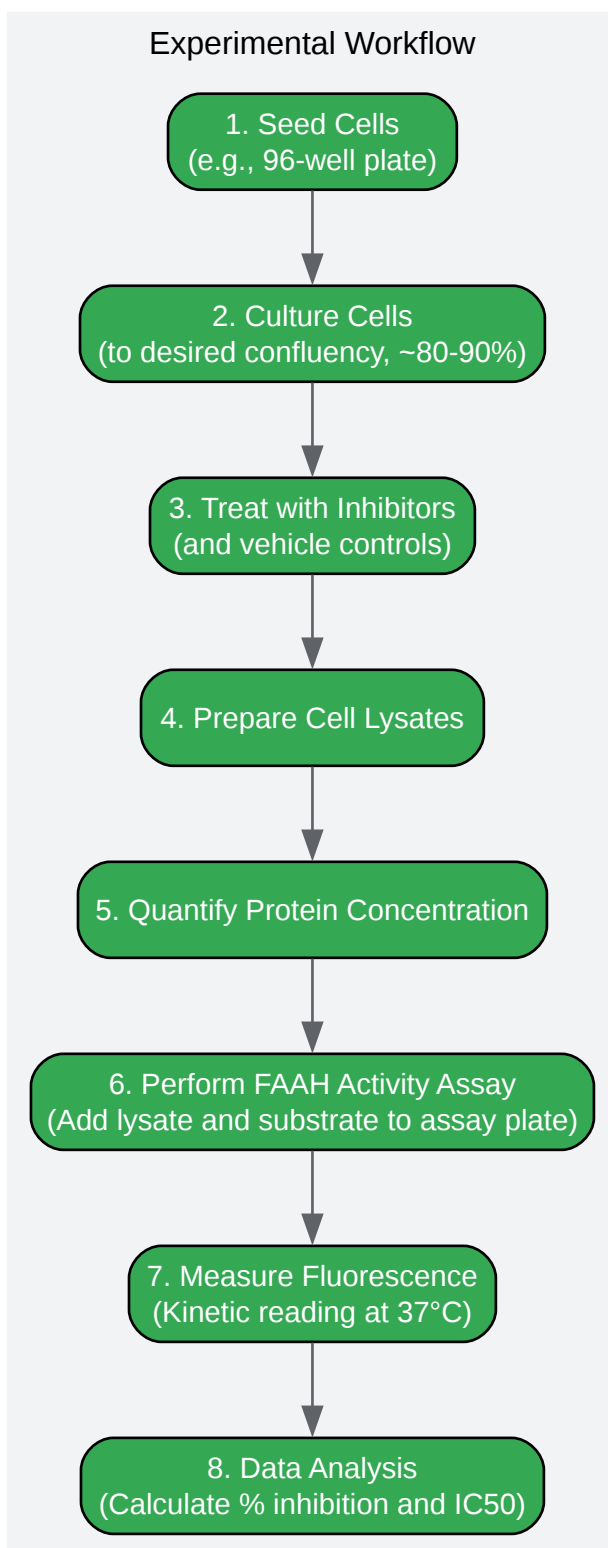 Experimental Workflow
1. Seed Cells
(e.g., 96-well plate)
2. Culture Cells
(to desired confluency, ~80-90%)
3. Treat with Inhibitors
(and vehicle controls)
4. Prepare Cell Lysates
5. Quantify Protein Concentration
6. Perform FAAH Activity Assay
(Add lysate and substrate to assay plate)
7. Measure Fluorescence
(Kinetic reading at 37°C)
8. Data Analysis
(Calculate % inhibition and IC50)